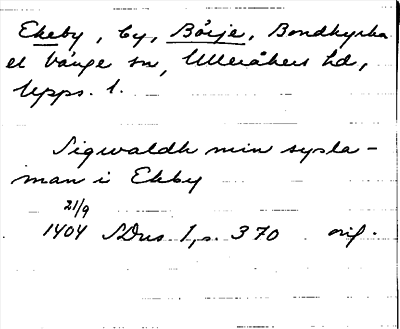 Ekeby, by, Börje, Bondkyrka
el Vänge sn, Ulleråkers hd,
Upps. l.
Sigwaldh min sysla-
man i Ekby
21/9
1404 SDns 1, s. 370 orig.